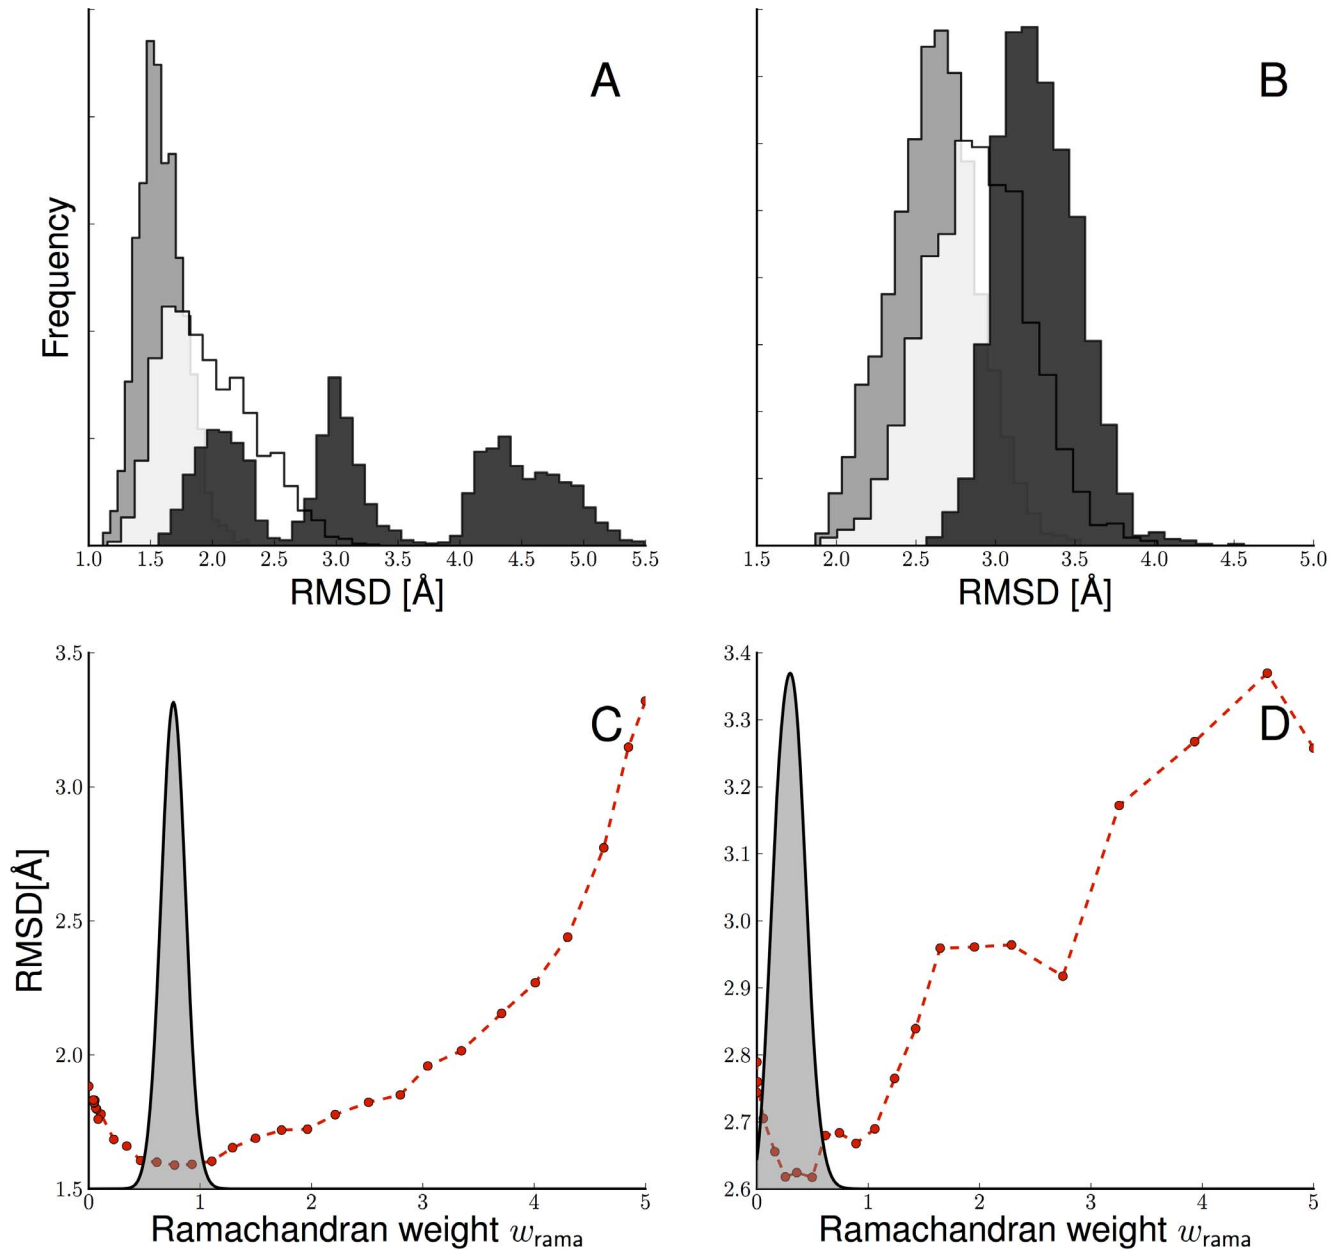 A
Frequency
1.0 1.5 2.0 2.5 3.0 3.5 4.0 4.5 5.0 5.5
RMSD [Å]
B
1.5 2.0 2.5 3.0 3.5 4.0 4.5 5.0
RMSD [Å]
C
3.5
3.0
2.5
2.0
1.5
RMSD[Å]
0 1 2 3 4 5
Ramachandran weight w_rama
D
3.4
3.3
3.2
3.1
3.0
2.9
2.8
2.7
2.6
0 1 2 3 4 5
Ramachandran weight w_rama